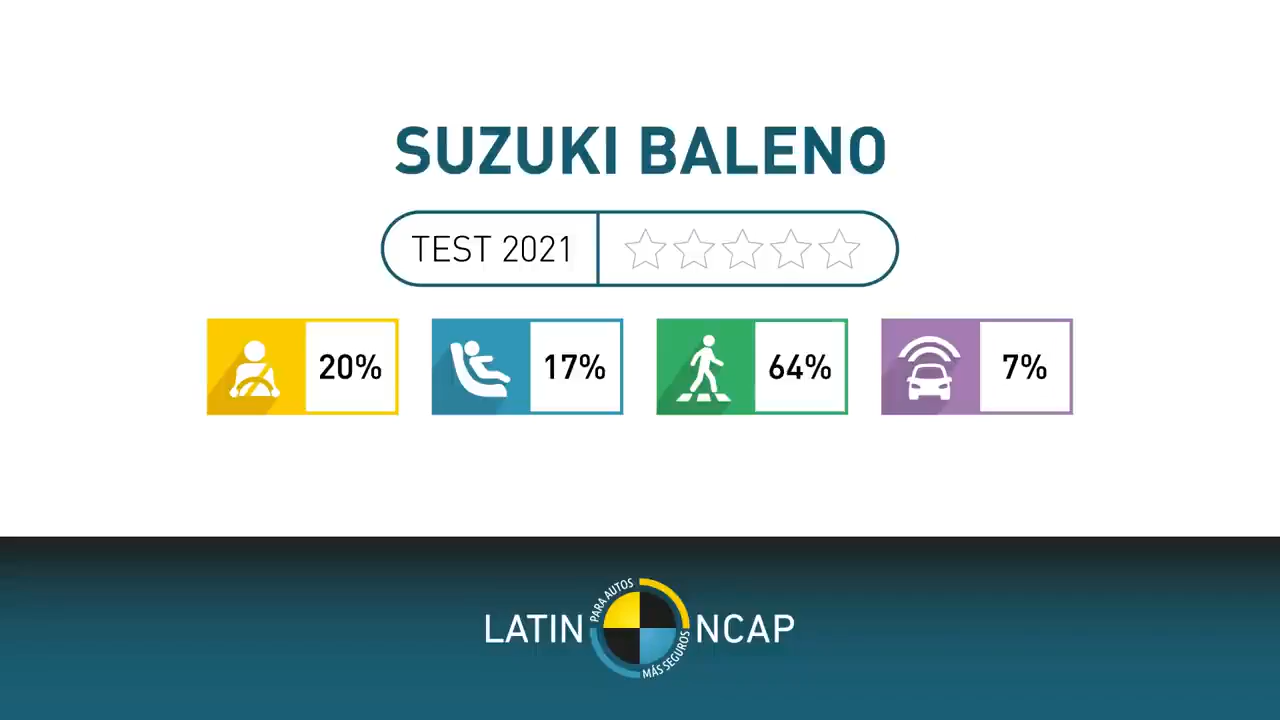 SUZUKI BALENO
TEST 2021
20%
17%
64%
7%
LATIN
PARA AUTOS
MÁS SEGUROS
NCAP